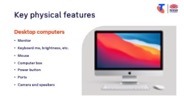 Key physical features
Desktop computers
• Monitor
• Keyboard mic, brightness, etc.
• Mouse
• Computer box
• Power button
• Ports
• Camera and speakers